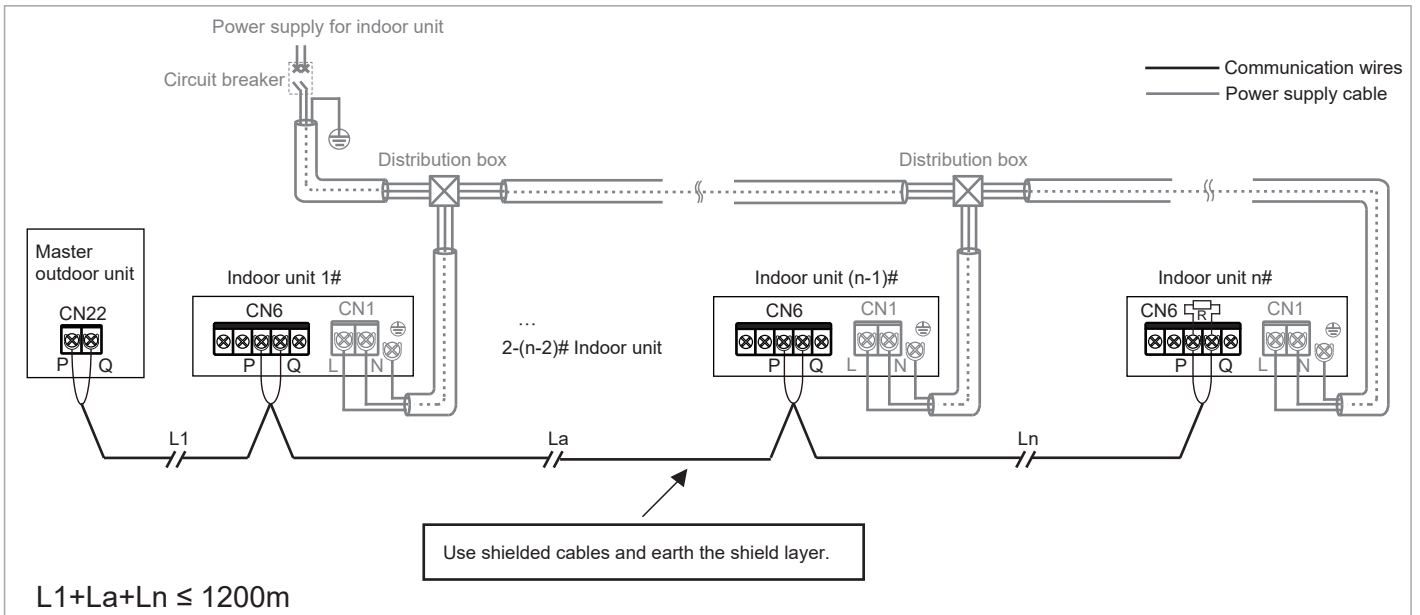 Power supply for indoor unit
Circuit breaker
Communication wires
Power supply cable
Distribution box
Distribution box
Master
outdoor unit
CN22
P Q
Indoor unit 1#
CN6
CN1
P Q
L N
…
2-(n-2)# Indoor unit
Indoor unit (n-1)#
CN6
CN1
P Q
L N
Indoor unit n#
CN6
R
CN1
P Q
L N
L1
La
Ln
Use shielded cables and earth the shield layer.
L1+La+Ln ≤ 1200m